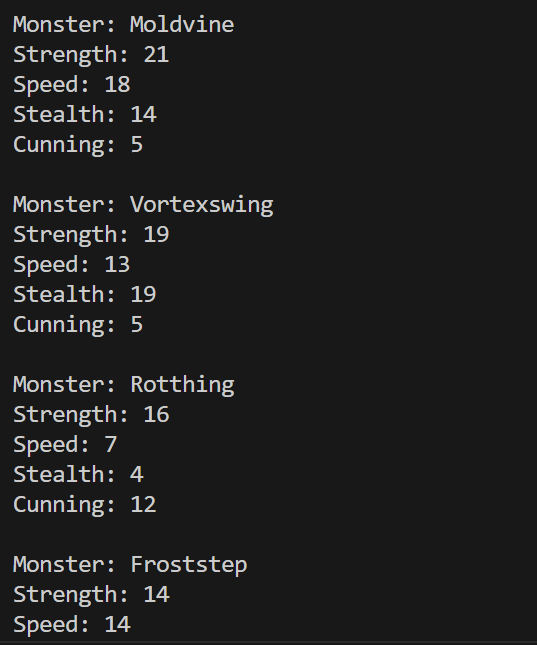 Monster: Moldvine
Strength: 21
Speed: 18
Stealth: 14
Cunning: 5

Monster: Vortexswing
Strength: 19
Speed: 13
Stealth: 19
Cunning: 5

Monster: Rotthing
Strength: 16
Speed: 7
Stealth: 4
Cunning: 12

Monster: Froststep
Strength: 14
Speed: 14